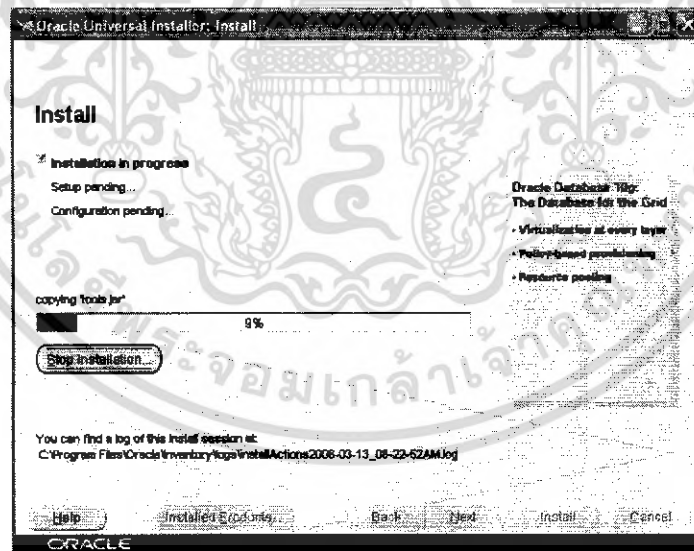 Oracle Universal Installer: Install
Install
Installation in progress
Setup pending...
Configuration pending...
Oracle Database 10g:
The Database for the Grid
• Virtualization at every layer
• Policy-based provisioning
• Resource pooling
copying 'tools.jar'
9%
Stop installation...
You can find a log of this install session at:
C:\Program Files\Oracle\Inventory\logs\installActions2006-03-13_08-22-52AM.log
Help
Installed Products...
Back
Next
Install
Cancel
ORACLE